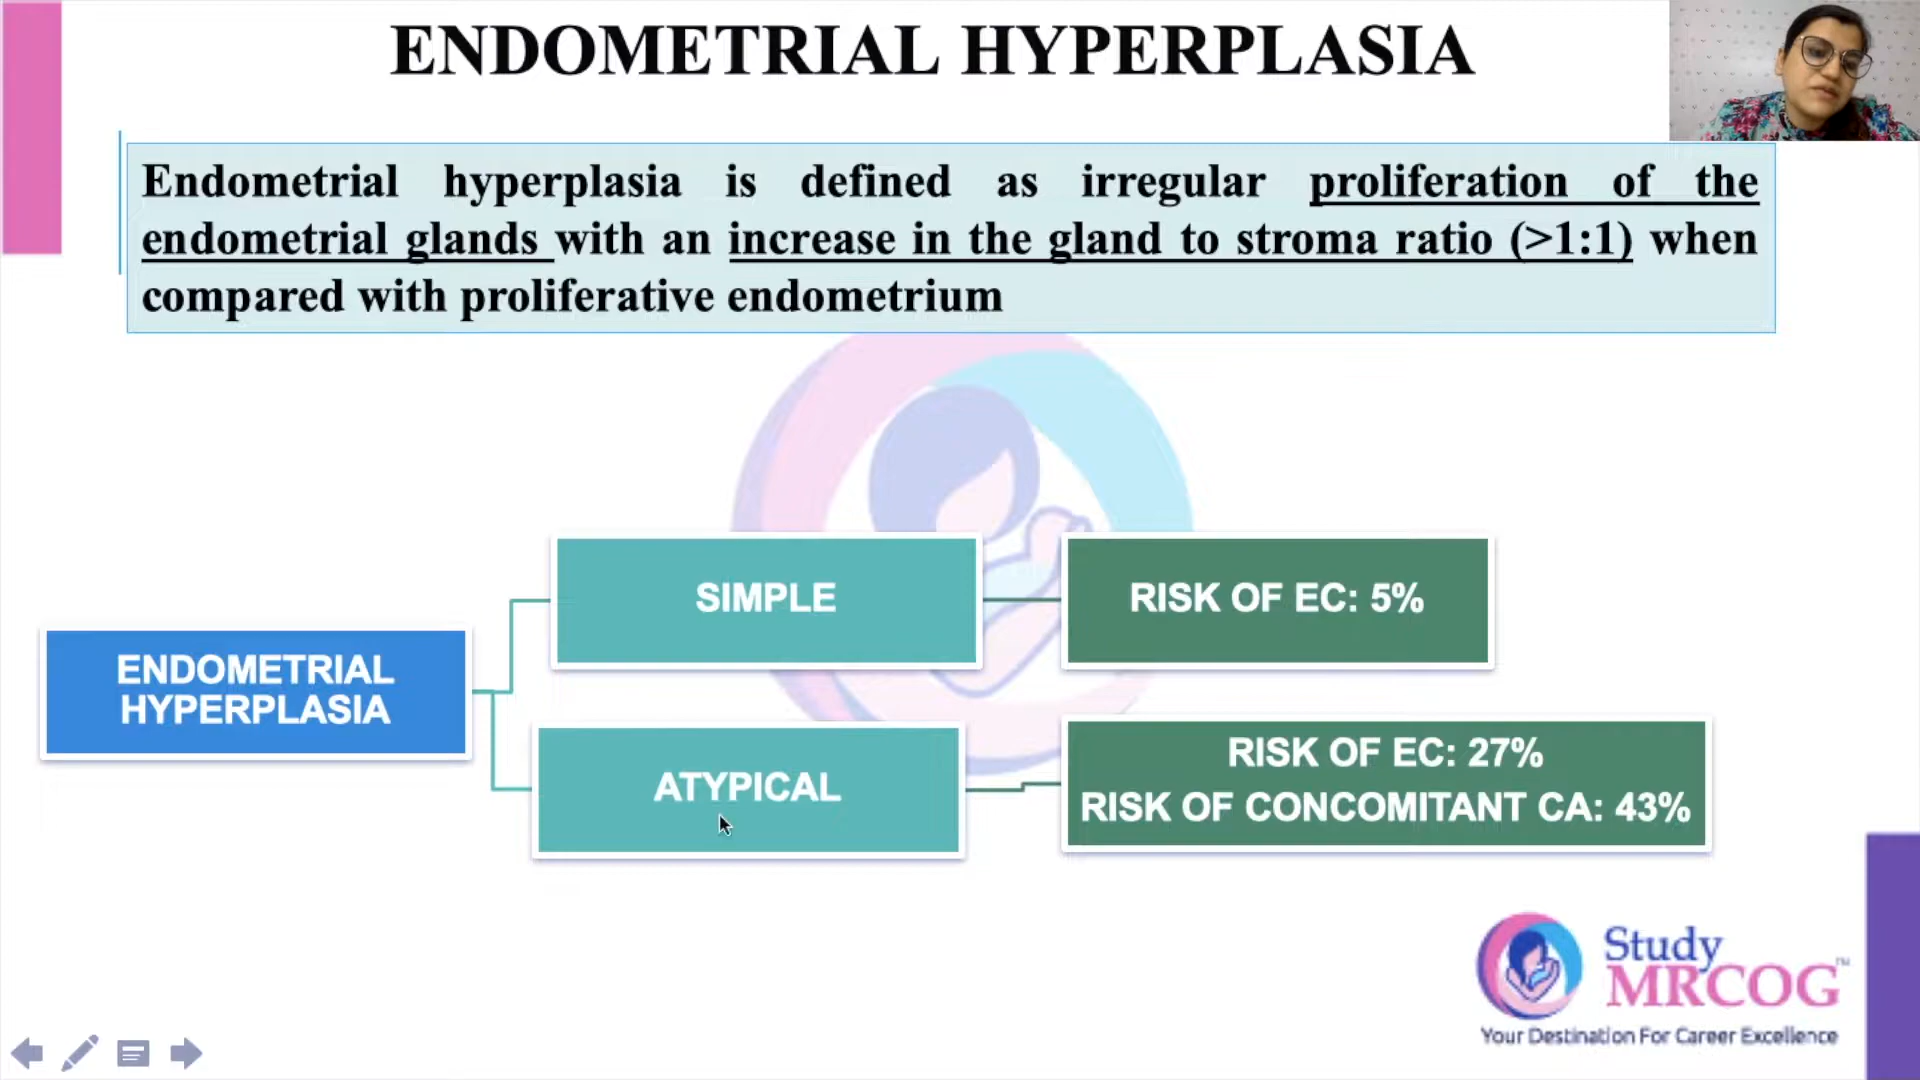 ENDOMETRIAL HYPERPLASIA
Endometrial hyperplasia is defined as irregular proliferation of the
endometrial glands with an increase in the gland to stroma ratio (>1:1) when
compared with proliferative endometrium
SIMPLE
RISK OF EC: 5%
ENDOMETRIAL
HYPERPLASIA
ATYPICAL
RISK OF EC: 27%
RISK OF CONCOMITANT CA: 43%
Study
MRCOG™
Your Destination For Career Excellence